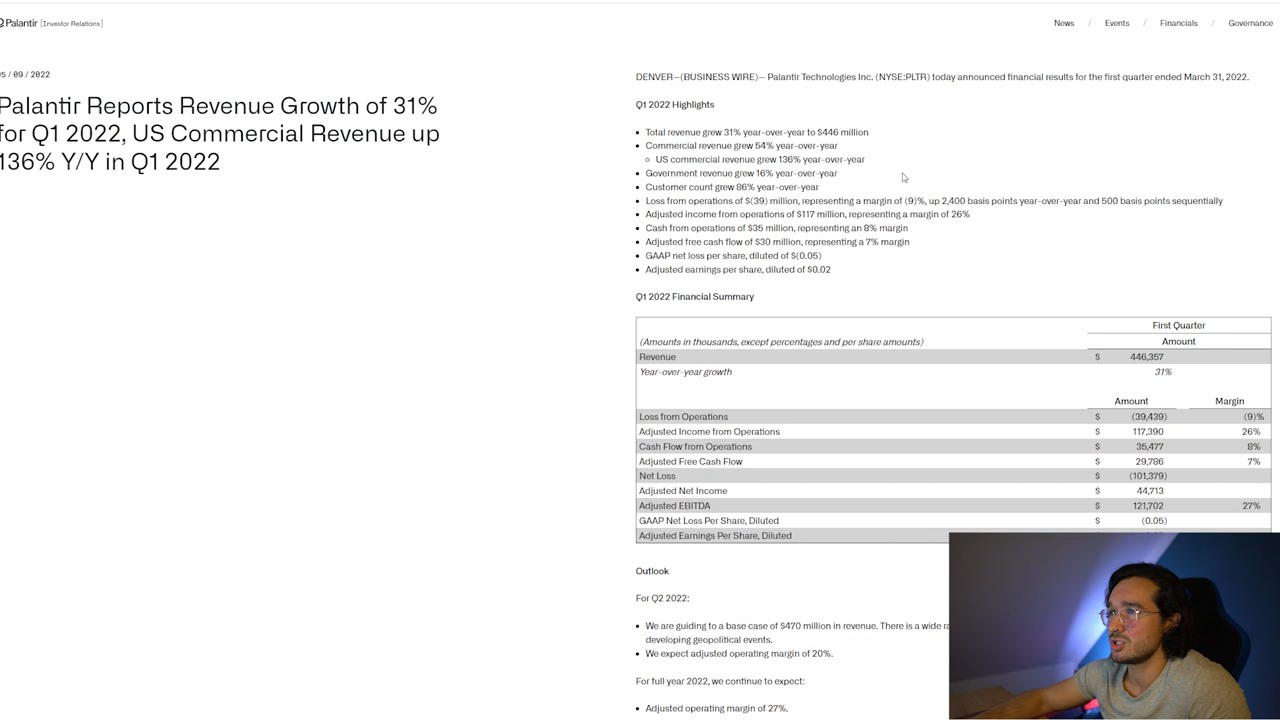 Palantir [Investor Relations]
News / Events / Financials / Governance
5 / 09 / 2022
Palantir Reports Revenue Growth of 31%
for Q1 2022, US Commercial Revenue up
136% Y/Y in Q1 2022
DENVER—(BUSINESS WIRE)— Palantir Technologies Inc. (NYSE:PLTR) today announced financial results for the first quarter ended March 31, 2022.
Q1 2022 Highlights
• Total revenue grew 31% year-over-year to $446 million
• Commercial revenue grew 54% year-over-year
○ US commercial revenue grew 136% year-over-year
• Government revenue grew 16% year-over-year
• Customer count grew 86% year-over-year
• Loss from operations of $(39) million, representing a margin of (9)%, up 2,400 basis points year-over-year and 500 basis points sequentially
• Adjusted income from operations of $117 million, representing a margin of 26%
• Cash from operations of $35 million, representing an 8% margin
• Adjusted free cash flow of $30 million, representing a 7% margin
• GAAP net loss per share, diluted of $(0.05)
• Adjusted earnings per share, diluted of $0.02
Q1 2022 Financial Summary
First Quarter
(Amounts in thousands, except percentages and per share amounts) Amount
Revenue $ 446,357
Year-over-year growth 31%
Amount Margin
Loss from Operations $ (39,439) (9)%
Adjusted Income from Operations $ 117,390 26%
Cash Flow from Operations $ 35,477 8%
Adjusted Free Cash Flow $ 29,786 7%
Net Loss $ (101,379)
Adjusted Net Income $ 44,713
Adjusted EBITDA $ 121,702 27%
GAAP Net Loss Per Share, Diluted $ (0.05)
Adjusted Earnings Per Share, Diluted
Outlook
For Q2 2022:
• We are guiding to a base case of $470 million in revenue. There is a wide
developing geopolitical events.
• We expect adjusted operating margin of 20%.
For full year 2022, we continue to expect:
• Adjusted operating margin of 27%.